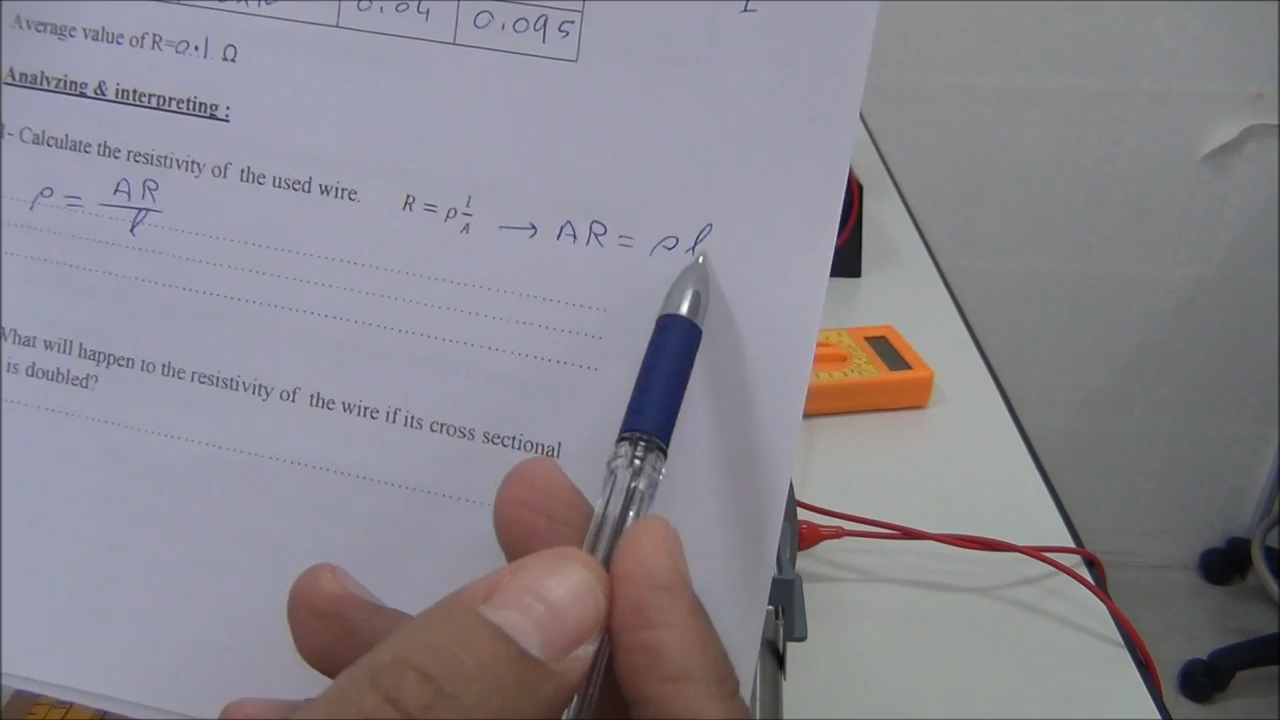 0.04 0.095
Average value of R=0.1 Ω
Analyzing & interpreting :
1- Calculate the resistivity of the used wire. R = ρ l/A → AR = ρl
ρ = AR/l
What will happen to the resistivity of the wire if its cross sectional
is doubled?